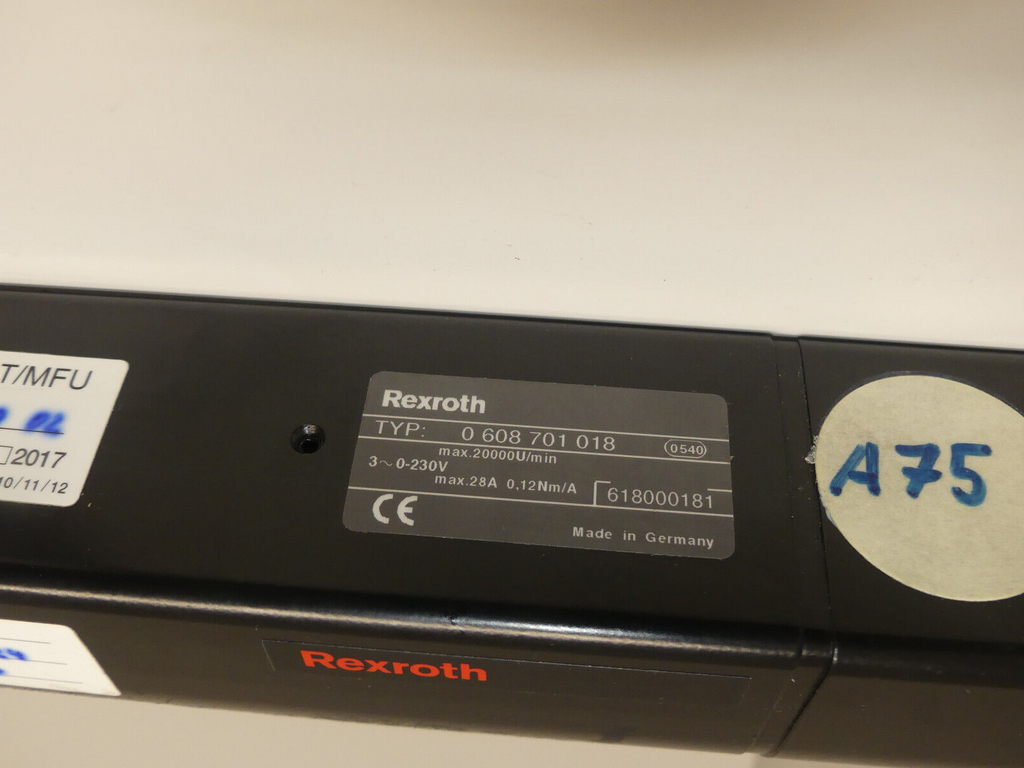 T/MFU
02
2017
10/11/12
Rexroth
TYP: 0 608 701 018 0540
max.20000U/min
3~0-230V
max.28A 0,12Nm/A 618000181
CE
Made in Germany
A75
Rexroth